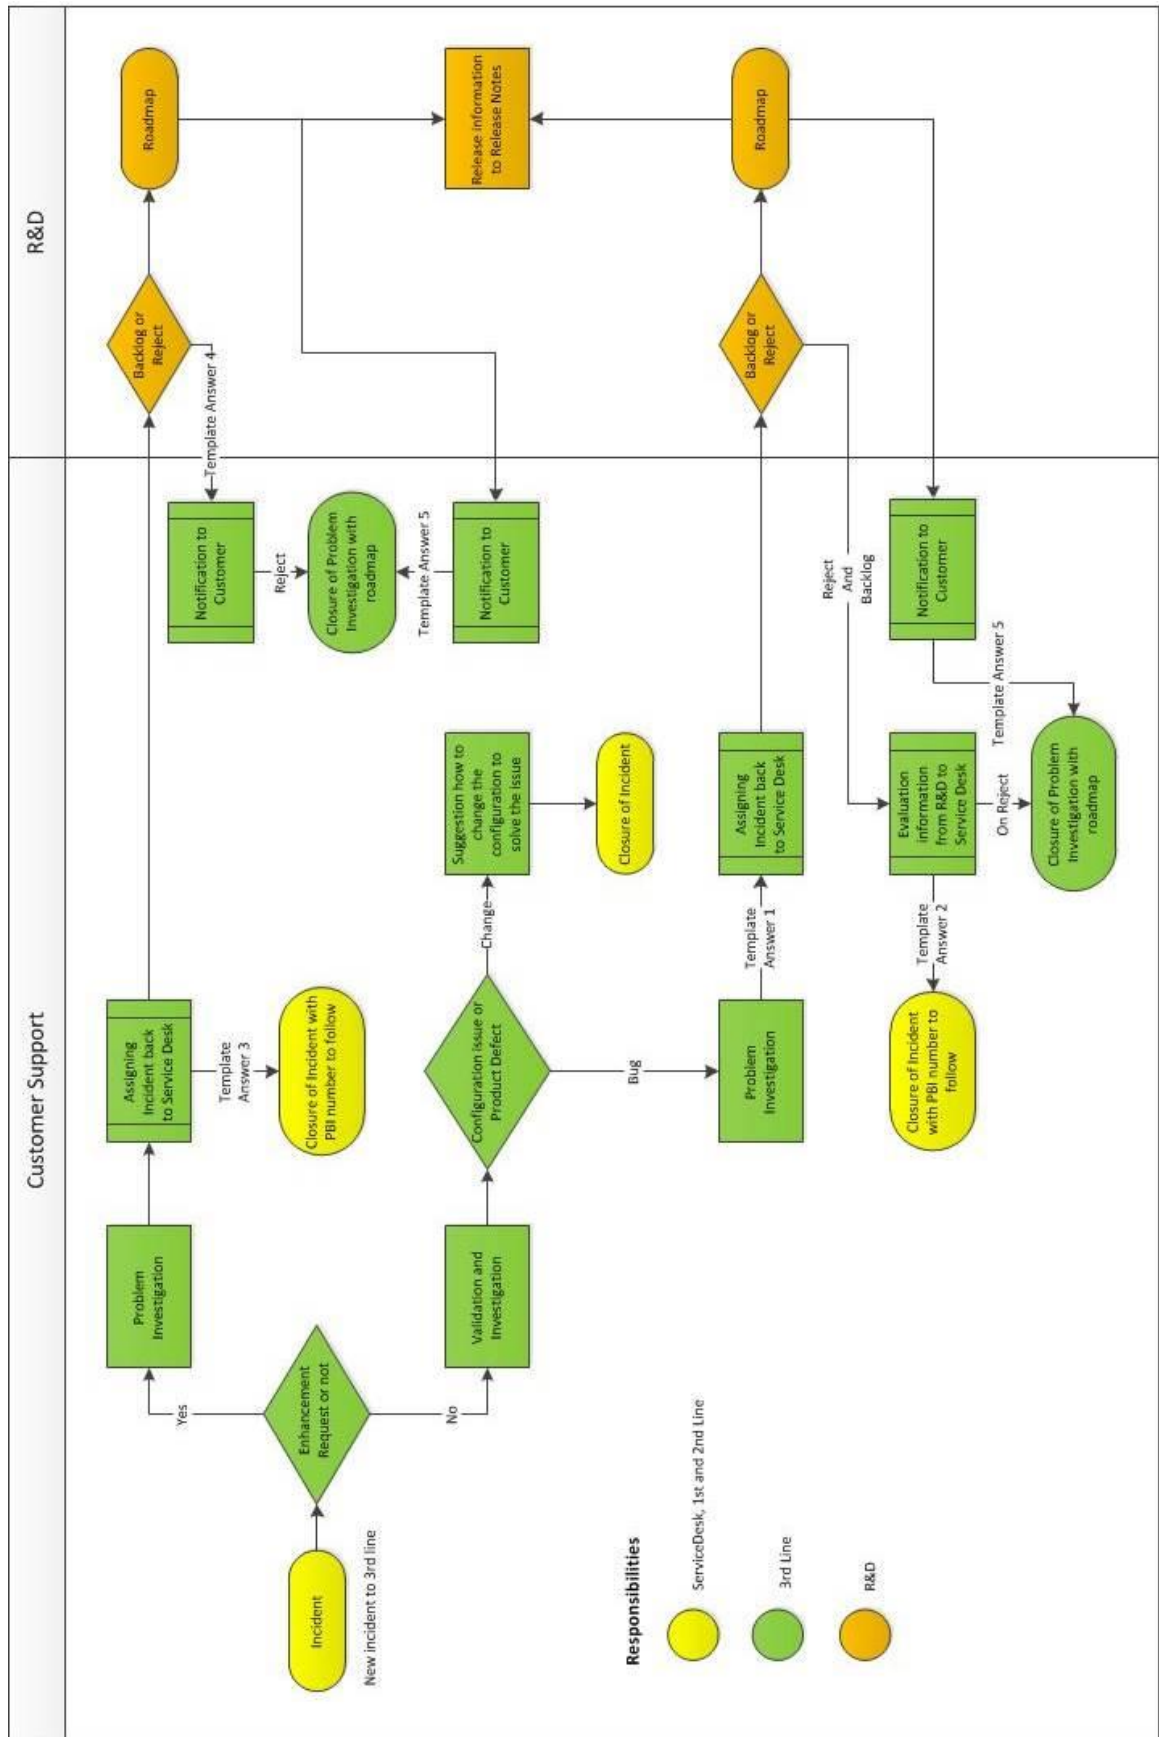 Customer Support
R&D
Incident
New incident to 3rd line
Enhancement
Request or not
Yes
Problem
Investigation
Assigning
Incident back
to Service Desk
Template
Answer 3
Closure of Incident with
PBI number to follow
Backlog or
Reject
Roadmap
Template Answer 4
Notification to
Customer
Reject
Closure of Problem
Investigation with
roadmap
Template Answer 5
Notification to
Customer
Release information
to Release Notes
No
Validation and
Investigation
Configuration issue or
Product Defect
Change
Suggestion how to
change the
configuration to
solve the issue
Closure of Incident
Bug
Problem
Investigation
Template
Answer 1
Assigning
Incident back
to Service Desk
Backlog or
Reject
Roadmap
Reject
And
Backlog
Evaluation
information
from R&D to
Service Desk
Template
Answer 2
Closure of Incident
with PBI number to
follow
On Reject
Closure of Problem
Investigation with
roadmap
Notification to
Customer
Template Answer 5
Responsibilities
ServiceDesk, 1st and 2nd Line
3rd Line
R&D